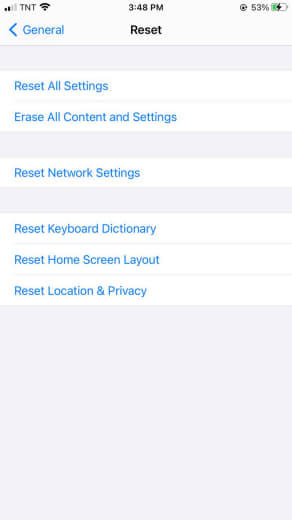 TNT 3:48 PM 53%
General Reset
Reset All Settings
Erase All Content and Settings
Reset Network Settings
Reset Keyboard Dictionary
Reset Home Screen Layout
Reset Location & Privacy